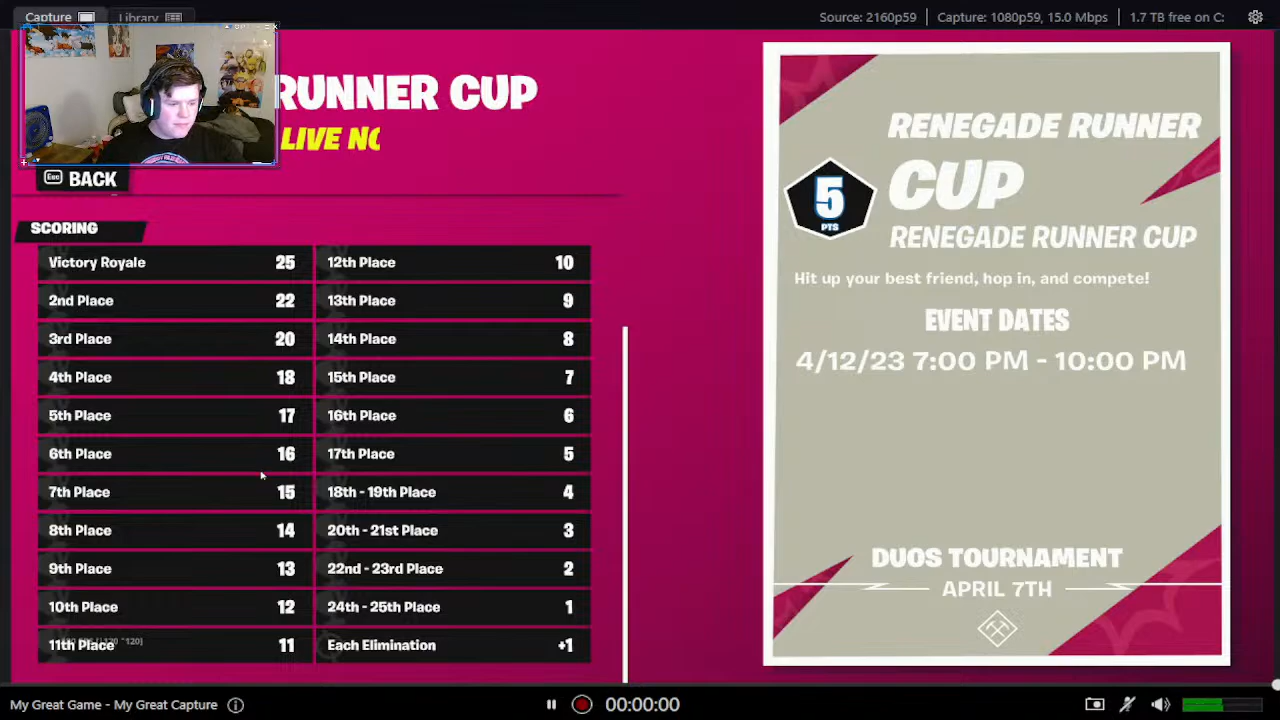 Capture
Library
Source: 2160p59
Capture: 1080p59, 15.0 Mbps
1.7 TB free on C:
RUNNER CUP
LIVE NO
Esc BACK
SCORING
Victory Royale 25
2nd Place 22
3rd Place 20
4th Place 18
5th Place 17
6th Place 16
7th Place 15
8th Place 14
9th Place 13
10th Place 12
11th Place 11
12th Place 10
13th Place 9
14th Place 8
15th Place 7
16th Place 6
17th Place 5
18th - 19th Place 4
20th - 21st Place 3
22nd - 23rd Place 2
24th - 25th Place 1
Each Elimination +1
RENEGADE RUNNER
CUP
5
PTS
RENEGADE RUNNER CUP
Hit up your best friend, hop in, and compete!
EVENT DATES
4/12/23 7:00 PM - 10:00 PM
DUOS TOURNAMENT
APRIL 7TH
My Great Game - My Great Capture
00:00:00